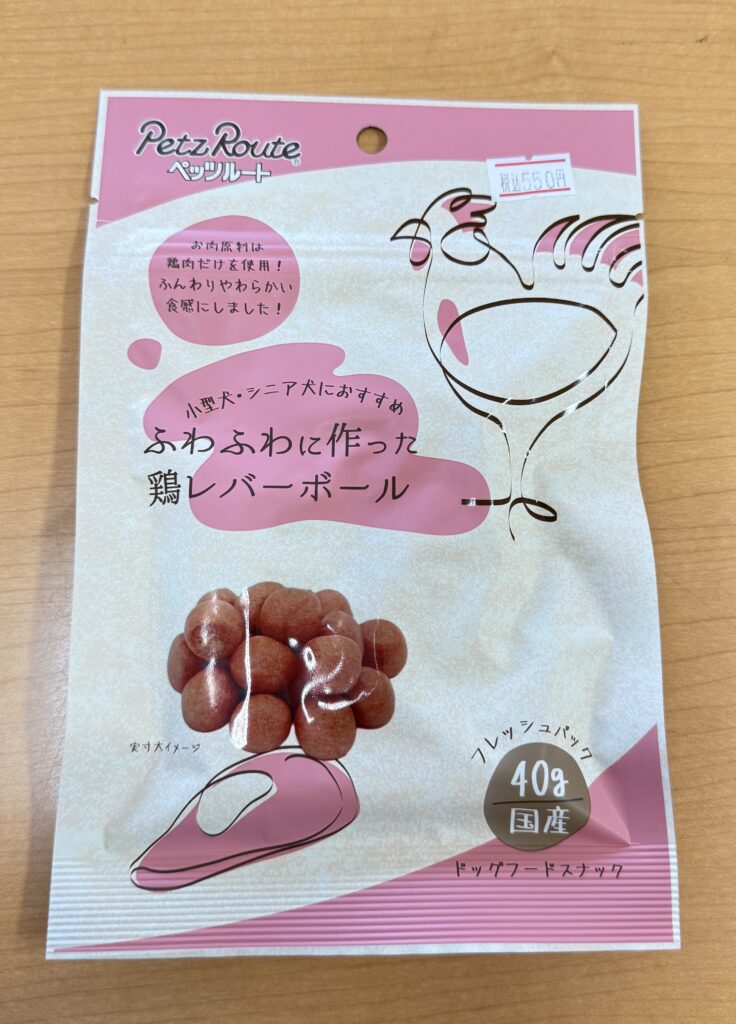 Petz Route®
ペッツルート
税込550円
お肉原料は
鶏肉だけを使用！
ふんわりやわらかい
食感にしました！
小型犬・シニア犬におすすめ
ふわふわに作った
鶏レバーボール
実寸大イメージ
フレッシュパック
40g
国産
ドッグフードスナック